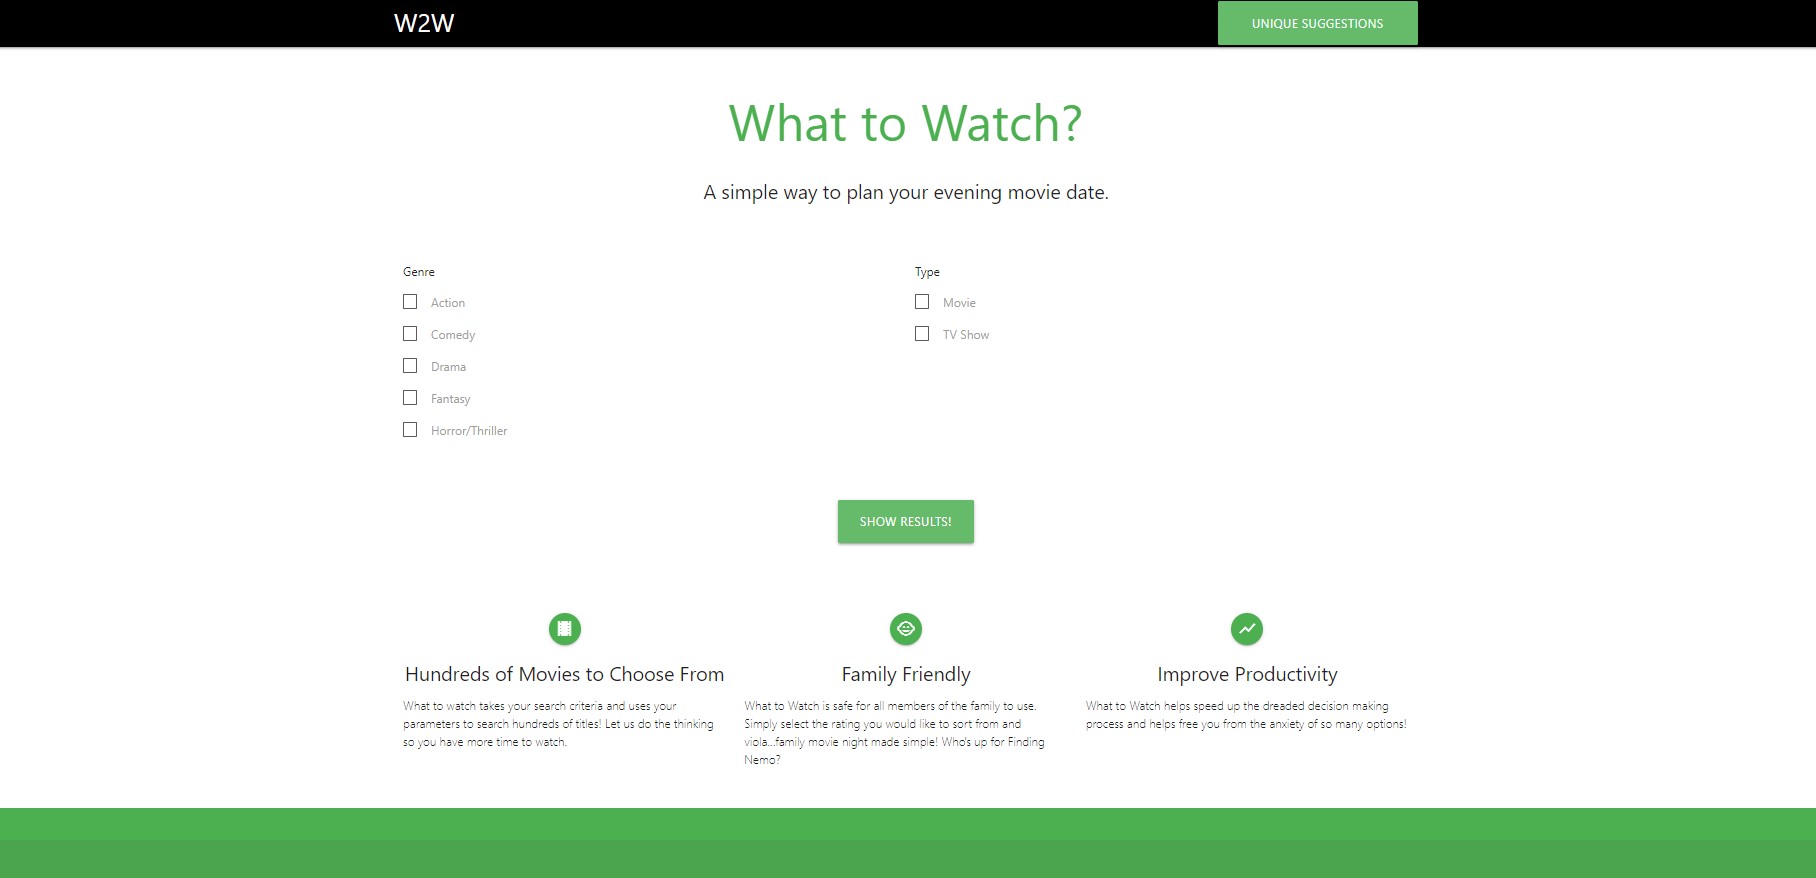 W2W
UNIQUE SUGGESTIONS
What to Watch?
A simple way to plan your evening movie date.
Genre
Action
Comedy
Drama
Fantasy
Horror/Thriller
Type
Movie
TV Show
SHOW RESULTS!
Hundreds of Movies to Choose From
What to watch takes your search criteria and uses your
parameters to search hundreds of titles! Let us do the thinking
so you have more time to watch.
Family Friendly
What to Watch is safe for all members of the family to use.
Simply select the rating you would like to sort from and
viola...family movie night made simple! Who's up for Finding
Nemo?
Improve Productivity
What to Watch helps speed up the dreaded decision making
process and helps free you from the anxiety of so many options!